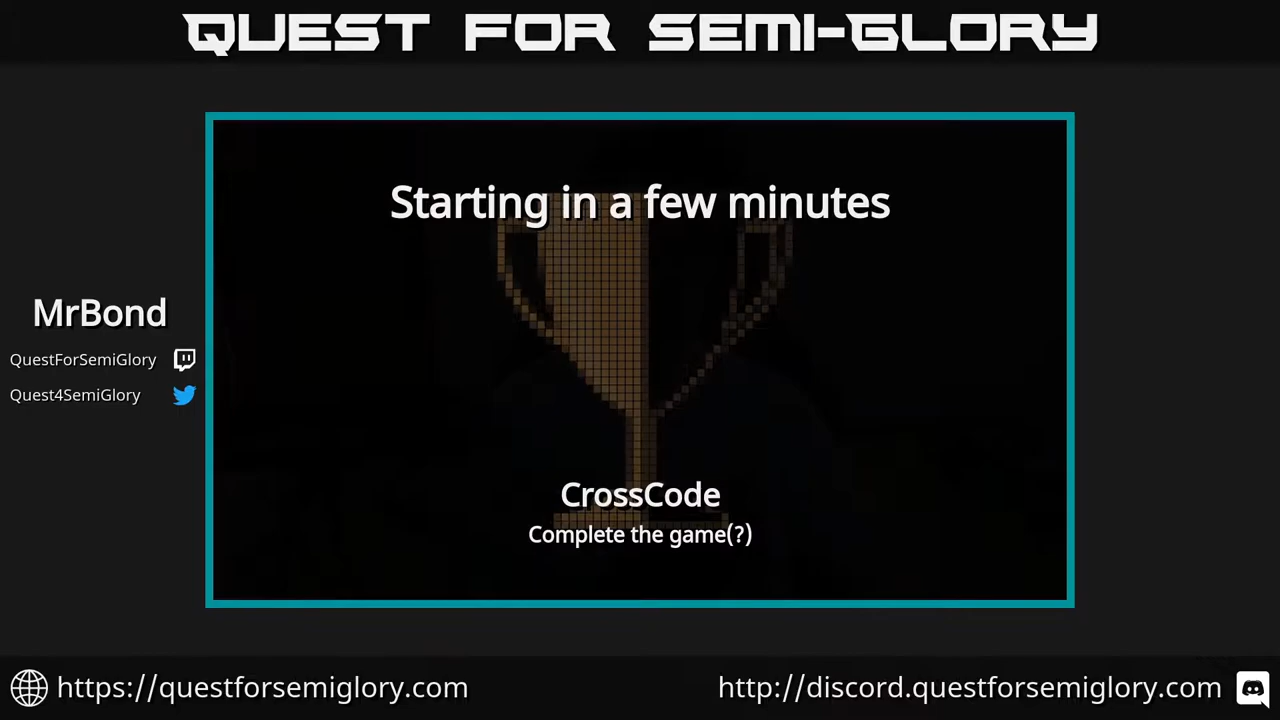 QUEST FOR SEMI-GLORY
Starting in a few minutes
MrBond
QuestForSemiGlory
Quest4SemiGlory
CrossCode
Complete the game(?)
https://questforsemiglory.com
http://discord.questforsemiglory.com